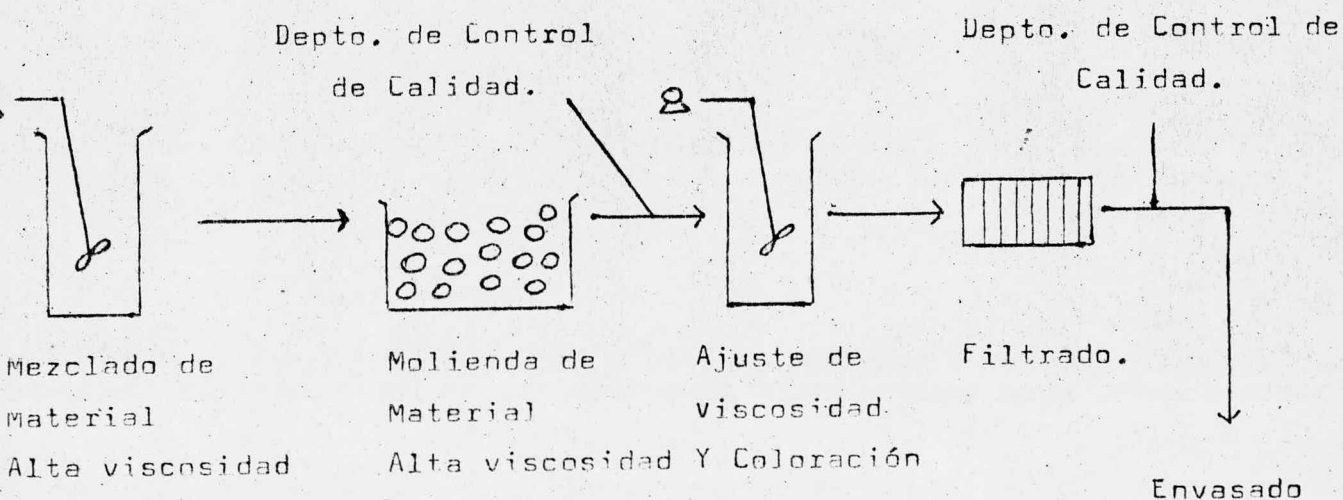 Depto. de Control
de Calidad.
Depto. de Control de
Calidad.
Mezclado de
Material
Alta viscosidad
Molienda de
Material
Alta viscosidad
Ajuste de
Viscosidad
Y Coloración
Filtrado.
Envasado